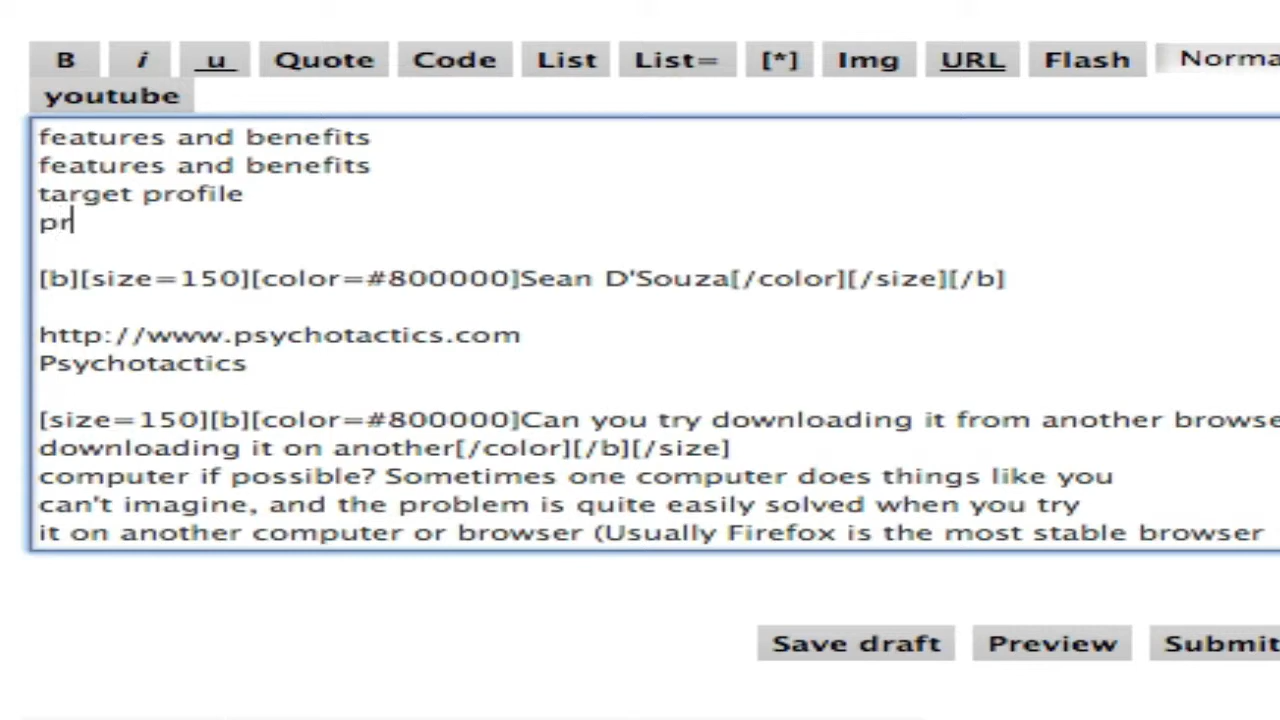 B i u Quote Code List List= [*] Img URL Flash
youtube
features and benefits
features and benefits
target profile
pr
[b][size=150][color=#800000]Sean D'Souza[/color][/size][/b]
http://www.psychotactics.com
Psychotactics
[size=150][b][color=#800000]Can you try downloading it from another
downloading it on another[/color][/b][/size]
computer if possible? Sometimes one computer does things like you
can't imagine, and the problem is quite easily solved when you try
it on another computer or browser (Usually Firefox is the most stable browser
Save draft Preview Submit